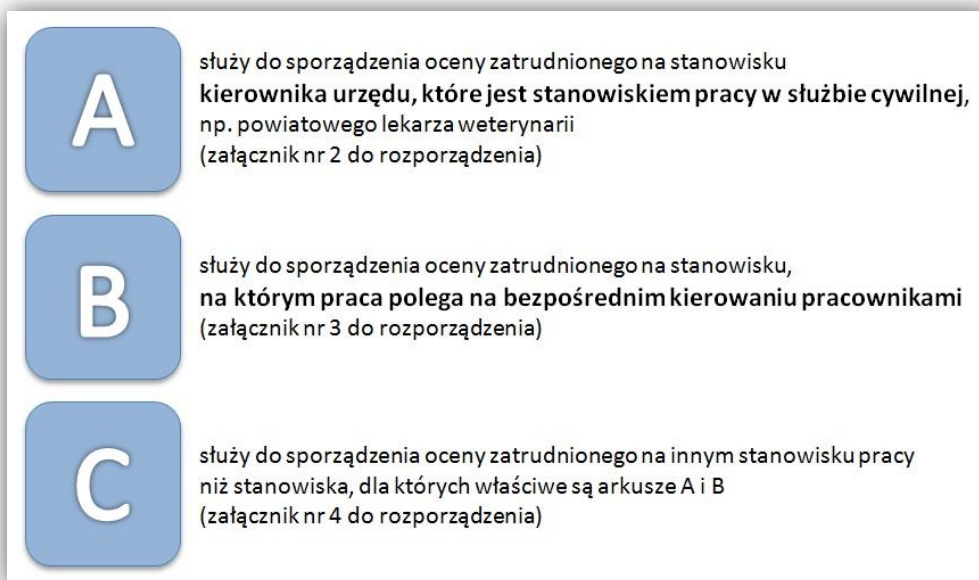 A
służy do sporządzenia oceny zatrudnionego na stanowisku
kierownika urzędu, które jest stanowiskiem pracy w służbie cywilnej,
np. powiatowego lekarza weterynarii
(załącznik nr 2 do rozporządzenia)
B
służy do sporządzenia oceny zatrudnionego na stanowisku,
na którym praca polega na bezpośrednim kierowaniu pracownikami
(załącznik nr 3 do rozporządzenia)
C
służy do sporządzenia oceny zatrudnionego na innym stanowisku pracy
niż stanowiska, dla których właściwe są arkusze A i B
(załącznik nr 4 do rozporządzenia)